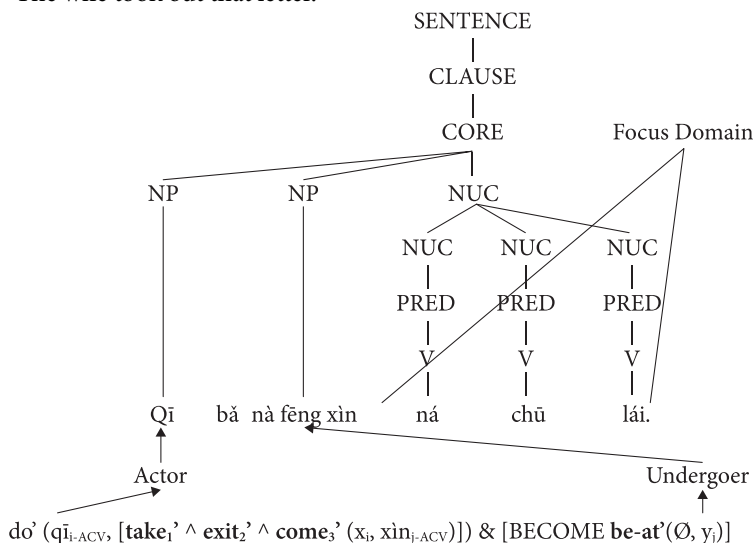 The wife took out that letter.
SENTENCE
CLAUSE
CORE Focus Domain
NP NP NUC
NUC NUC NUC
PRED PRED PRED
V V V
Qī bǎ nà fēng xìn ná chū lái.
Actor Undergoer
do’ (qīi-ACV, [take1’ ^ exit2’ ^ come3’ (xi, xìnj-ACV)]) & [BECOME be-at’(Ø, yj)]